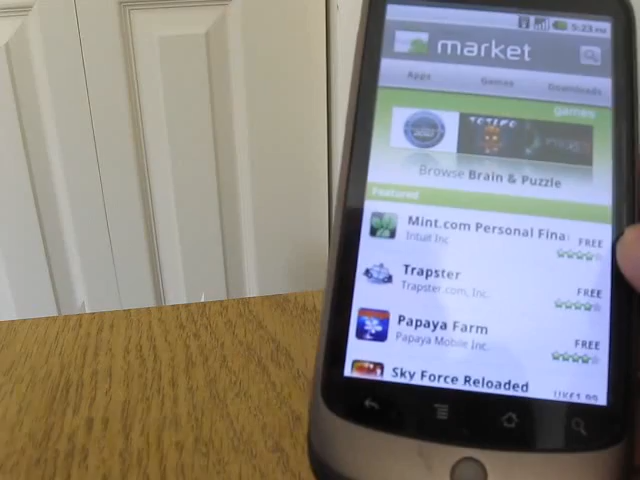 5:23 PM
market
Apps
Games
Downloads
games
Browse Brain & Puzzle
Featured
Mint.com Personal Fina
Intuit Inc
FREE
Trapster
Trapster.com, Inc.
FREE
Papaya Farm
Papaya Mobile Inc.
FREE
Sky Force Reloaded
UK£1.99